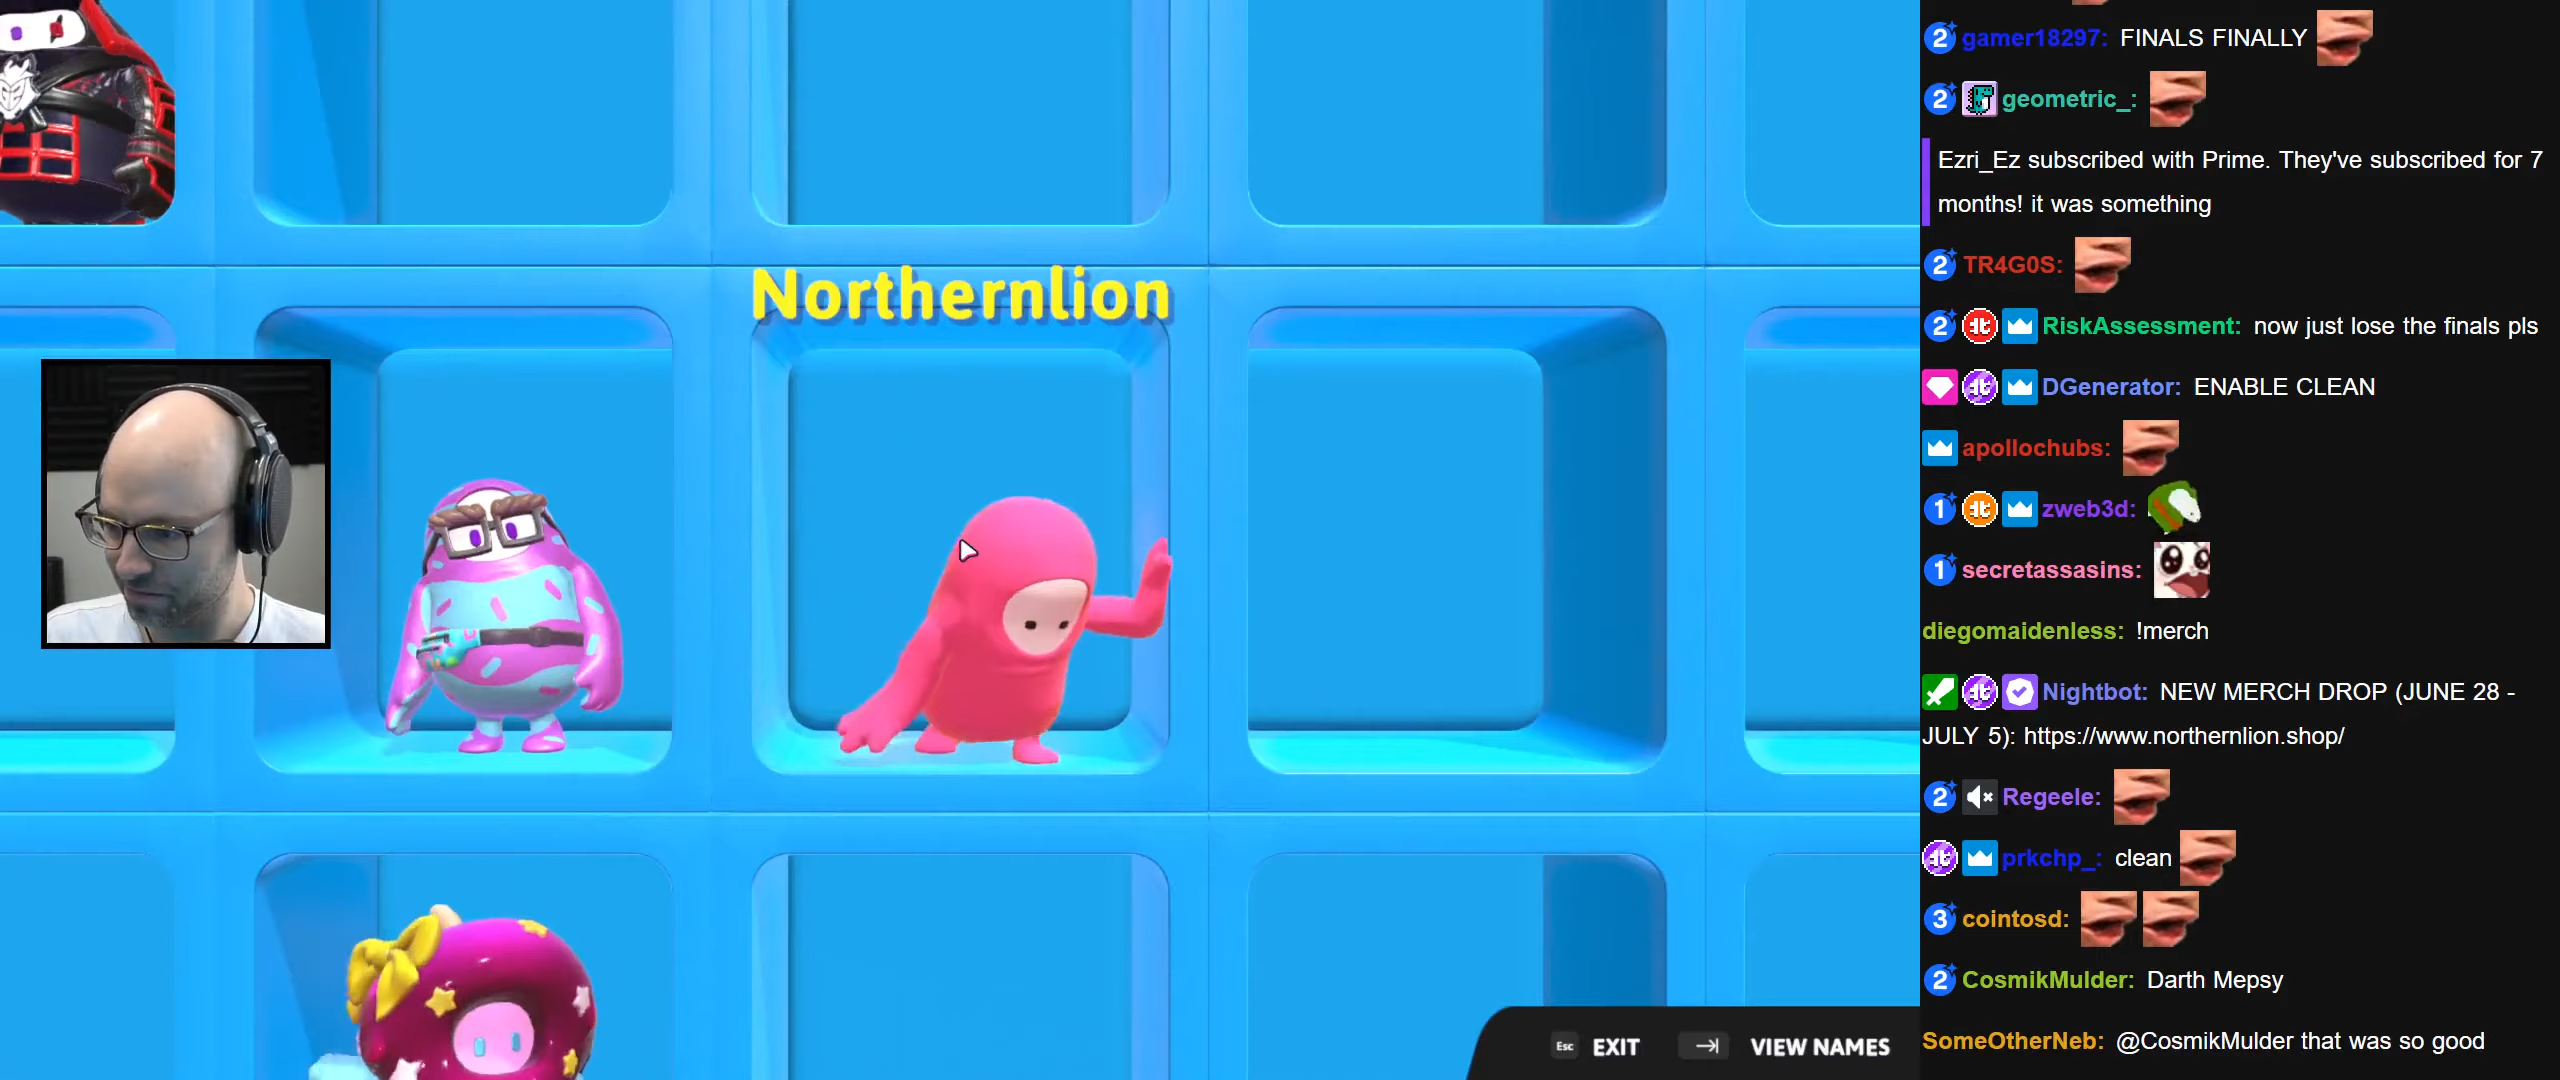 Northernlion
Esc EXIT VIEW NAMES
2 gamer18297: FINALS FINALLY
2 geometric_:
Ezri_Ez subscribed with Prime. They've subscribed for 7
months! it was something
2 TR4G0S:
2 RiskAssessment: now just lose the finals pls
DGenerator: ENABLE CLEAN
apollochubs:
1 zweb3d:
1 secretassasins:
diegomaidenless: !merch
Nightbot: NEW MERCH DROP (JUNE 28 -
JULY 5): https://www.northernlion.shop/
2 Regeele:
prkchp_: clean
3 cointosd:
2 CosmikMulder: Darth Mepsy
SomeOtherNeb: @CosmikMulder that was so good